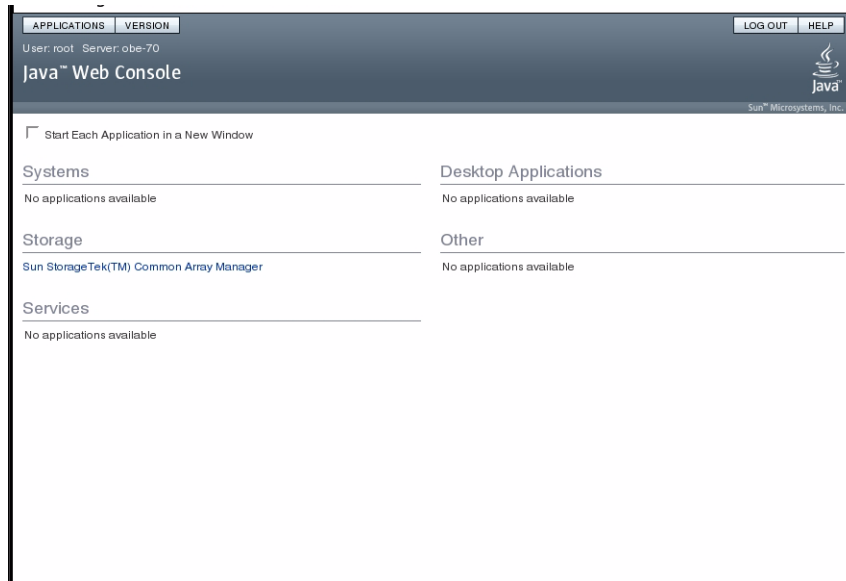 APPLICATIONS VERSION LOG OUT HELP
User: root Server: obe-70
Java™ Web Console
Java™
Sun™ Microsystems, Inc.
Start Each Application in a New Window
Systems
No applications available
Desktop Applications
No applications available
Storage
Sun StorageTek(TM) Common Array Manager
Other
No applications available
Services
No applications available